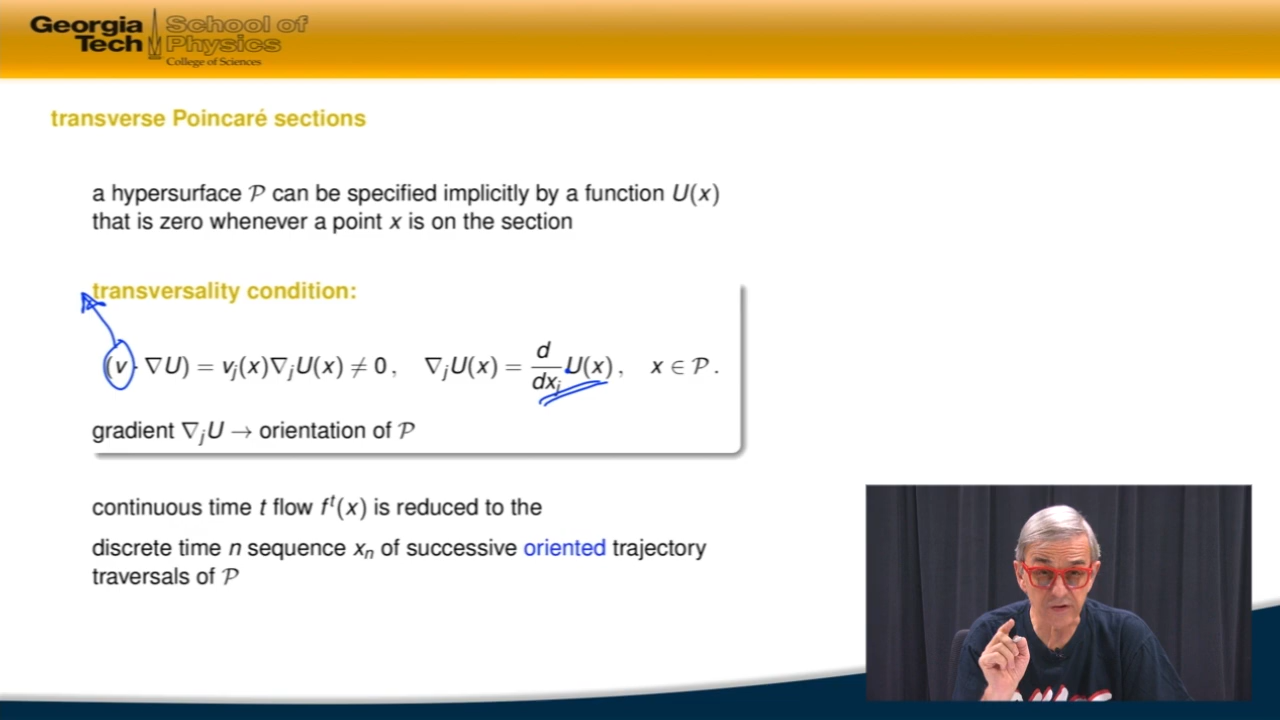 Georgia Tech
School of Physics
College of Sciences
transverse Poincaré sections
a hypersurface 𝒫 can be specified implicitly by a function U(x)
that is zero whenever a point x is on the section
transversality condition:
(v · ∇U) = v_j(x)∇_jU(x) ≠ 0 ,   ∇_jU(x) = d/dx_j U(x) ,   x ∈ 𝒫 .
gradient ∇_jU → orientation of 𝒫
continuous time t flow f^t(x) is reduced to the
discrete time n sequence x_n of successive oriented trajectory
traversals of 𝒫